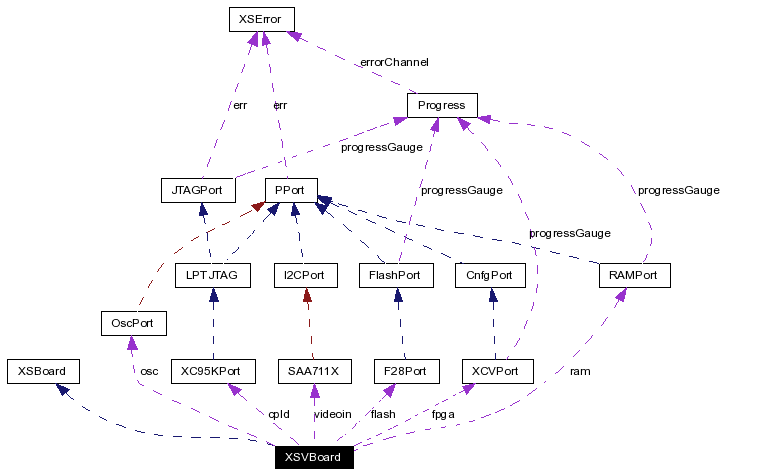 XSError
errorChannel
Progress
err
err
progressGauge
JTAGPort
PPort
progressGauge
progressGauge
progressGauge
LPTJTAG
I2CPort
FlashPort
CnfgPort
RAMPort
OscPort
XSBoard
osc
XC95KPort
SAA711X
F28Port
XCVPort
ram
cpld
videoin
flash
fpga
XSVBoard